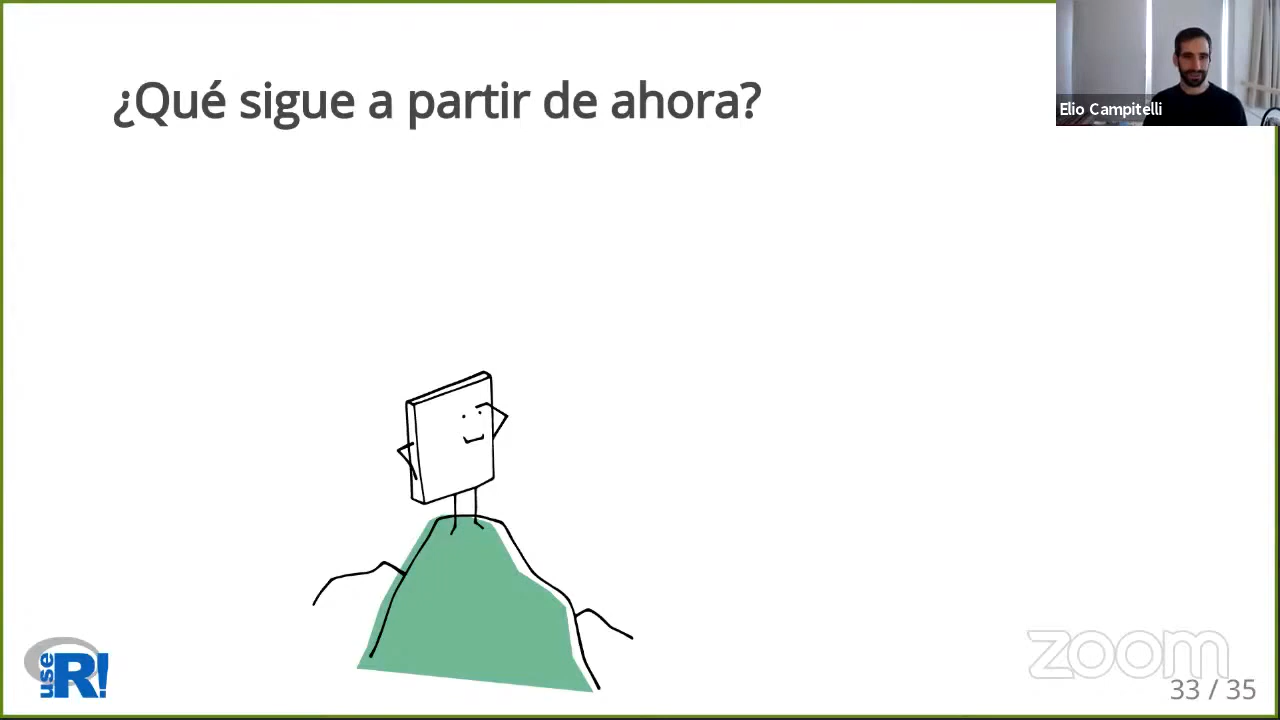 ¿Qué sigue a partir de ahora?
Elio Campitelli
use R!
zoom
33 / 35